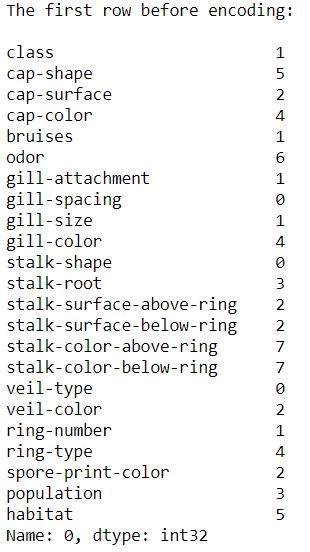 The first row before encoding:
class 1
cap-shape 5
cap-surface 2
cap-color 4
bruises 1
odor 6
gill-attachment 1
gill-spacing 0
gill-size 1
gill-color 4
stalk-shape 0
stalk-root 3
stalk-surface-above-ring 2
stalk-surface-below-ring 2
stalk-color-above-ring 7
stalk-color-below-ring 7
veil-type 0
veil-color 2
ring-number 1
ring-type 4
spore-print-color 2
population 3
habitat 5
Name: 0, dtype: int32